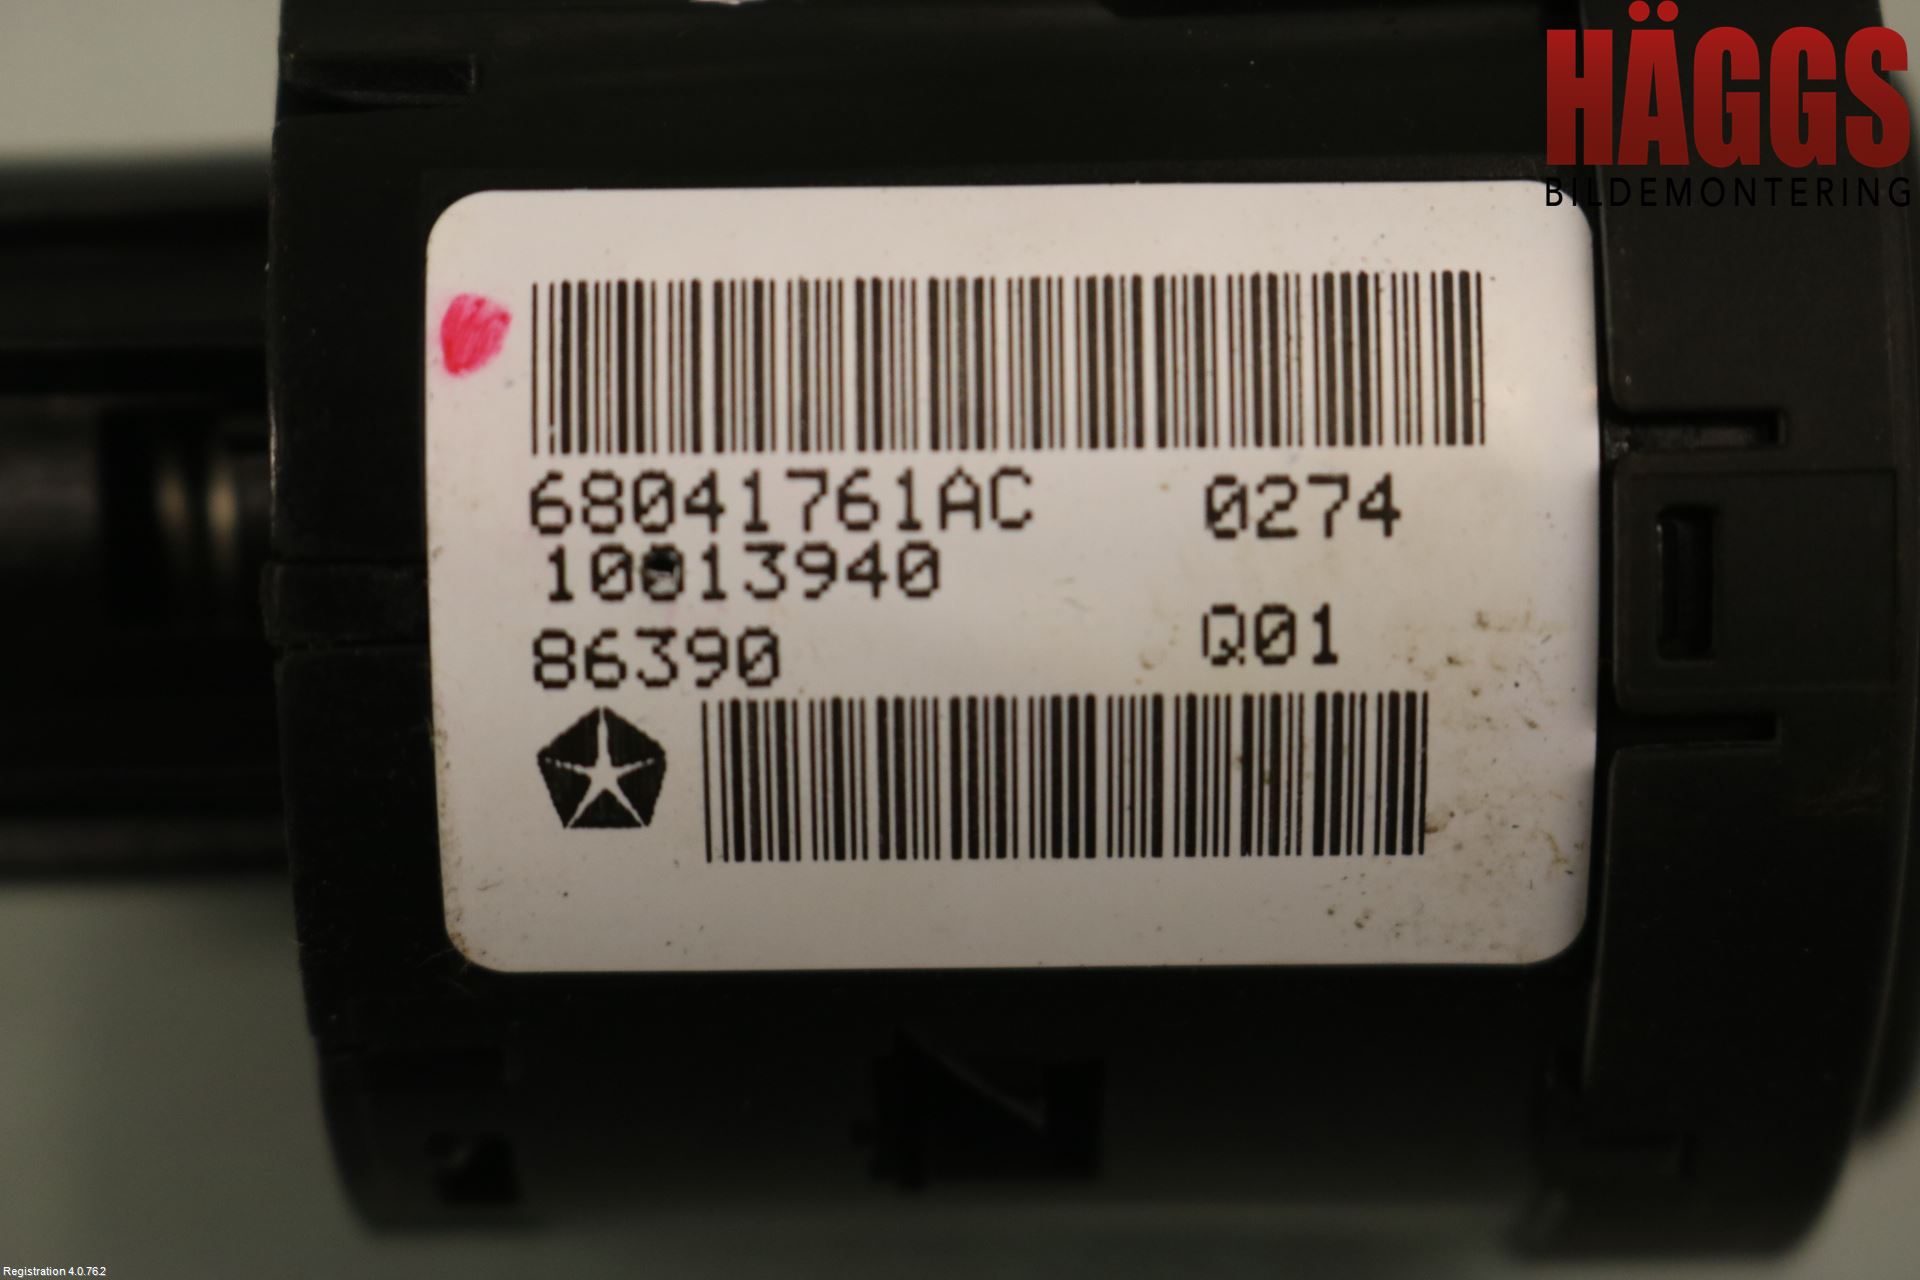 HÄGGS
BILDEMONTERING
68041761AC 0274
10013940
86390 Q01
Registration 4.0.76.2